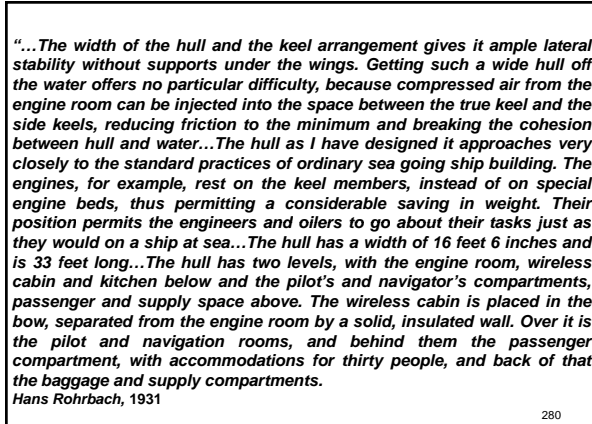 “…The width of the hull and the keel arrangement gives it ample lateral
stability without supports under the wings. Getting such a wide hull off
the water offers no particular difficulty, because compressed air from the
engine room can be injected into the space between the true keel and the
side keels, reducing friction to the minimum and breaking the cohesion
between hull and water…The hull as I have designed it approaches very
closely to the standard practices of ordinary sea going ship building. The
engines, for example, rest on the keel members, instead of on special
engine beds, thus permitting a considerable saving in weight. Their
position permits the engineers and oilers to go about their tasks just as
they would on a ship at sea…The hull has a width of 16 feet 6 inches and
is 33 feet long…The hull has two levels, with the engine room, wireless
cabin and kitchen below and the pilot’s and navigator’s compartments,
passenger and supply space above. The wireless cabin is placed in the
bow, separated from the engine room by a solid, insulated wall. Over it is
the pilot and navigation rooms, and behind them the passenger
compartment, with accommodations for thirty people, and back of that
the baggage and supply compartments.
Hans Rohrbach, 1931
280